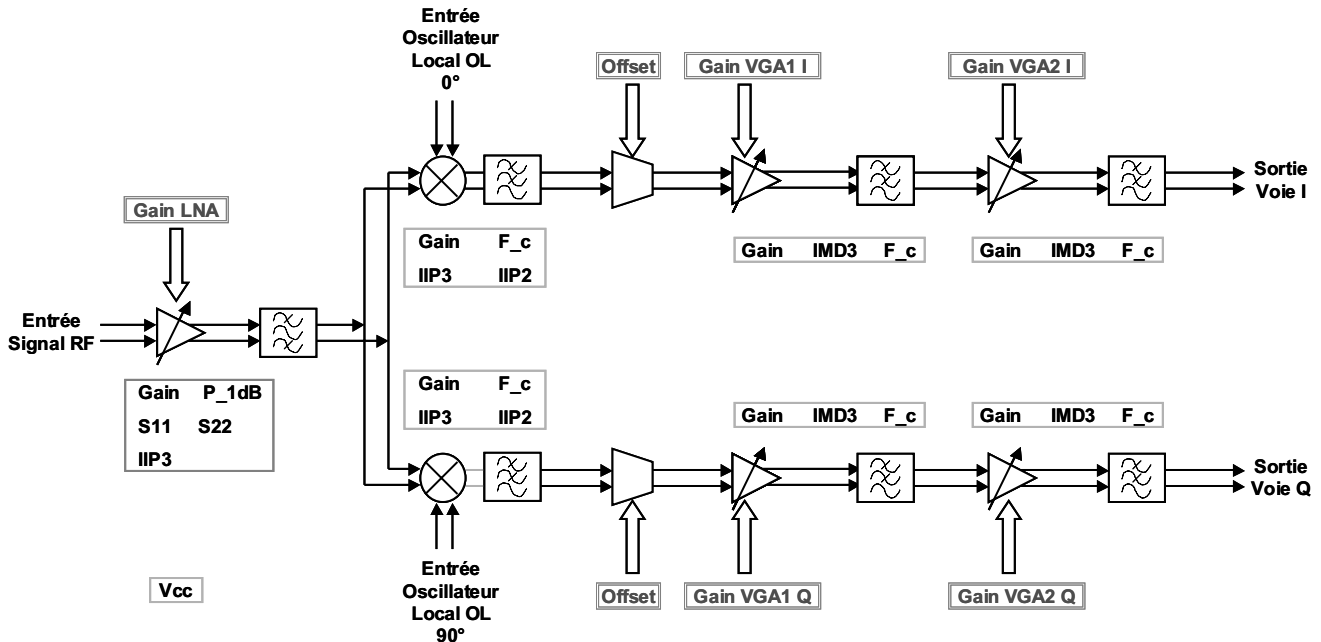 Entrée
Oscillateur
Local OL
0°
Offset
Gain VGA1 I
Gain VGA2 I
Sortie
Voie I
Gain LNA
Gain F_c
IIP3 IIP2
Gain IMD3 F_c
Gain IMD3 F_c
Entrée
Signal RF
Gain P_1dB
S11 S22
IIP3
Gain F_c
IIP3 IIP2
Gain IMD3 F_c
Gain IMD3 F_c
Sortie
Voie Q
Entrée
Oscillateur
Local OL
90°
Offset
Gain VGA1 Q
Gain VGA2 Q
Vcc